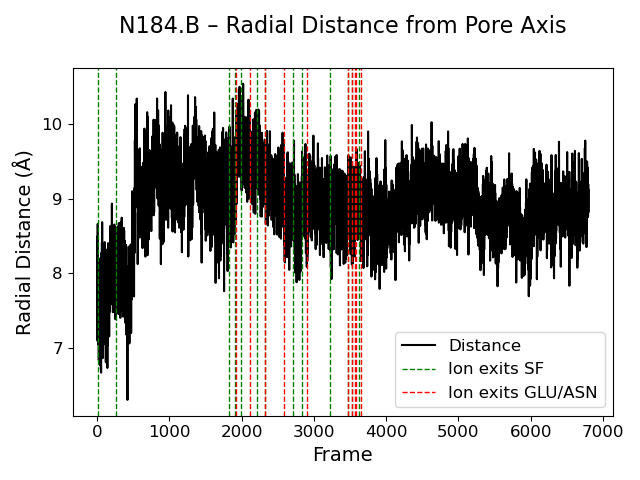 N184.B – Radial Distance from Pore Axis
Radial Distance (Å)
10
9
8
7
0 1000 2000 3000 4000 5000 6000 7000
Frame
Distance
Ion exits SF
Ion exits GLU/ASN